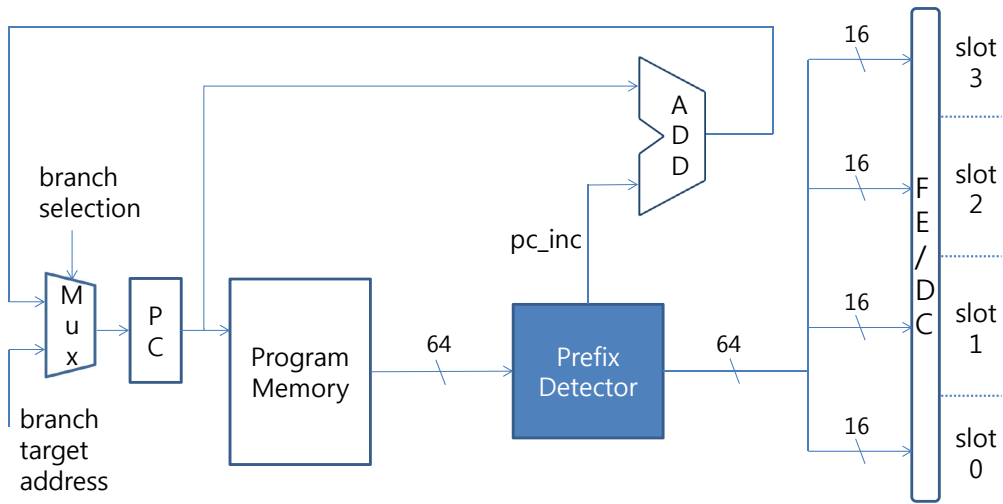 16
slot
3
A
D
D
branch
selection
16
slot
2
F
E
/
D
C
pc_inc
M
u
x
P
C
Program
Memory
64
Prefix
Detector
64
16
slot
1
branch
target
address
16
slot
0